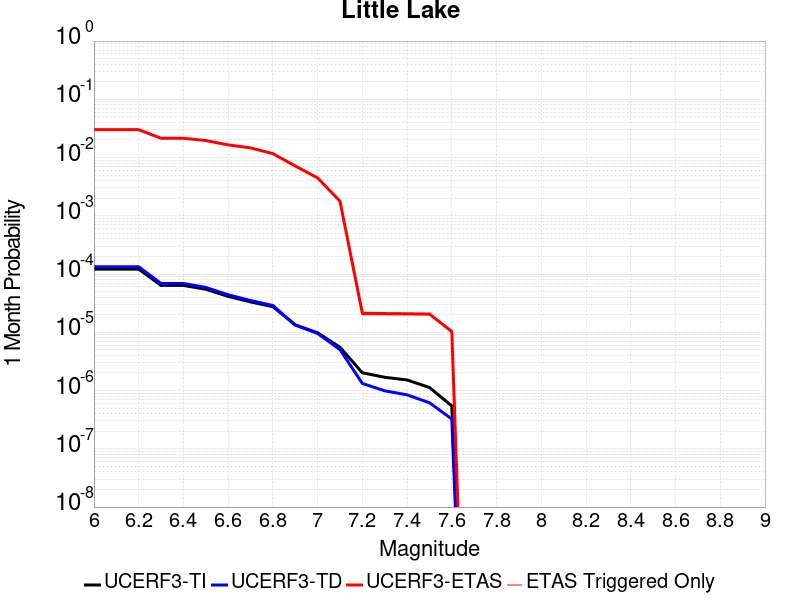 Little Lake
10^0
10^-1
10^-2
10^-3
10^-4
10^-5
10^-6
10^-7
10^-8
1 Month Probability
6 6.2 6.4 6.6 6.8 7 7.2 7.4 7.6 7.8 8 8.2 8.4 8.6 8.8 9
Magnitude
UCERF3-TI UCERF3-TD UCERF3-ETAS ETAS Triggered Only